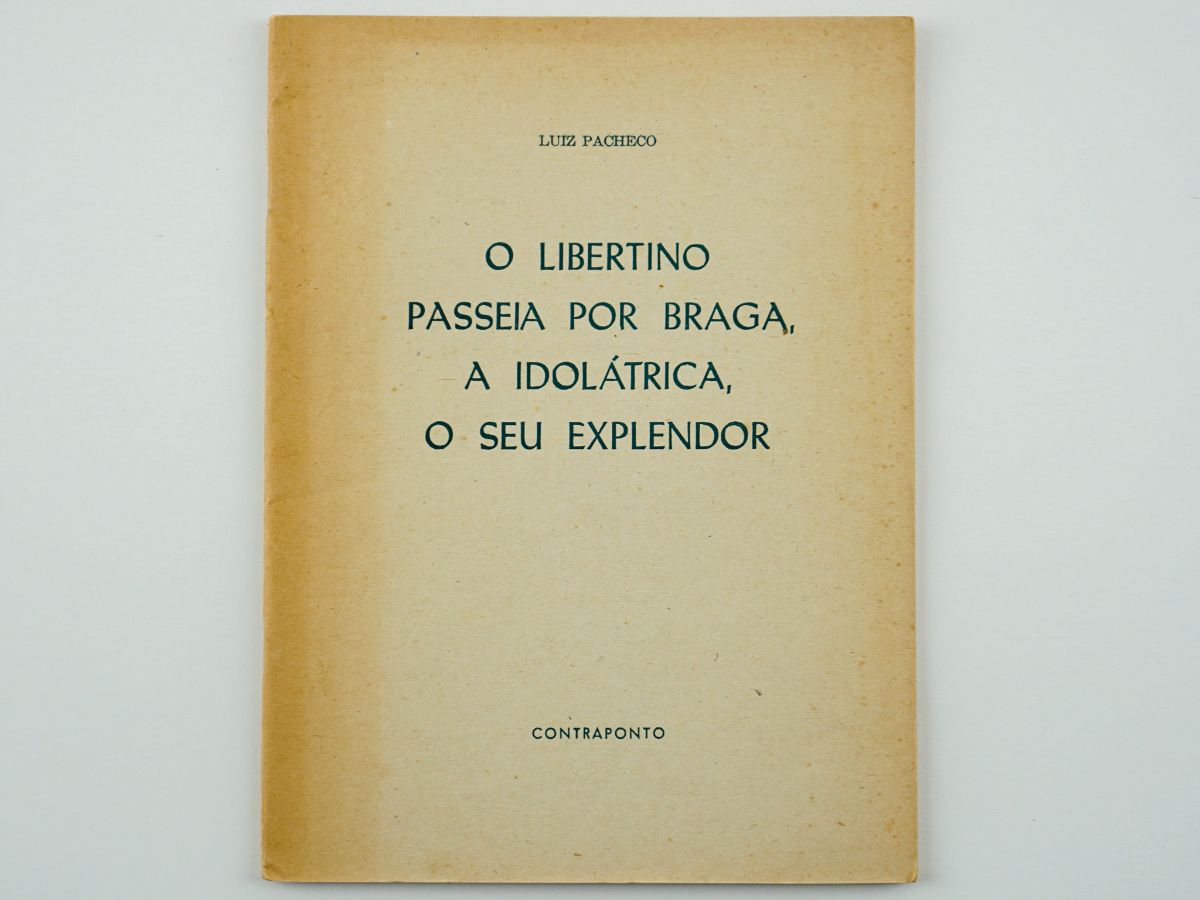 LUIZ PACHECO
O LIBERTINO
PASSEIA POR BRAGA,
A IDOLÁTRICA,
O SEU EXPLENDOR
CONTRAPONTO